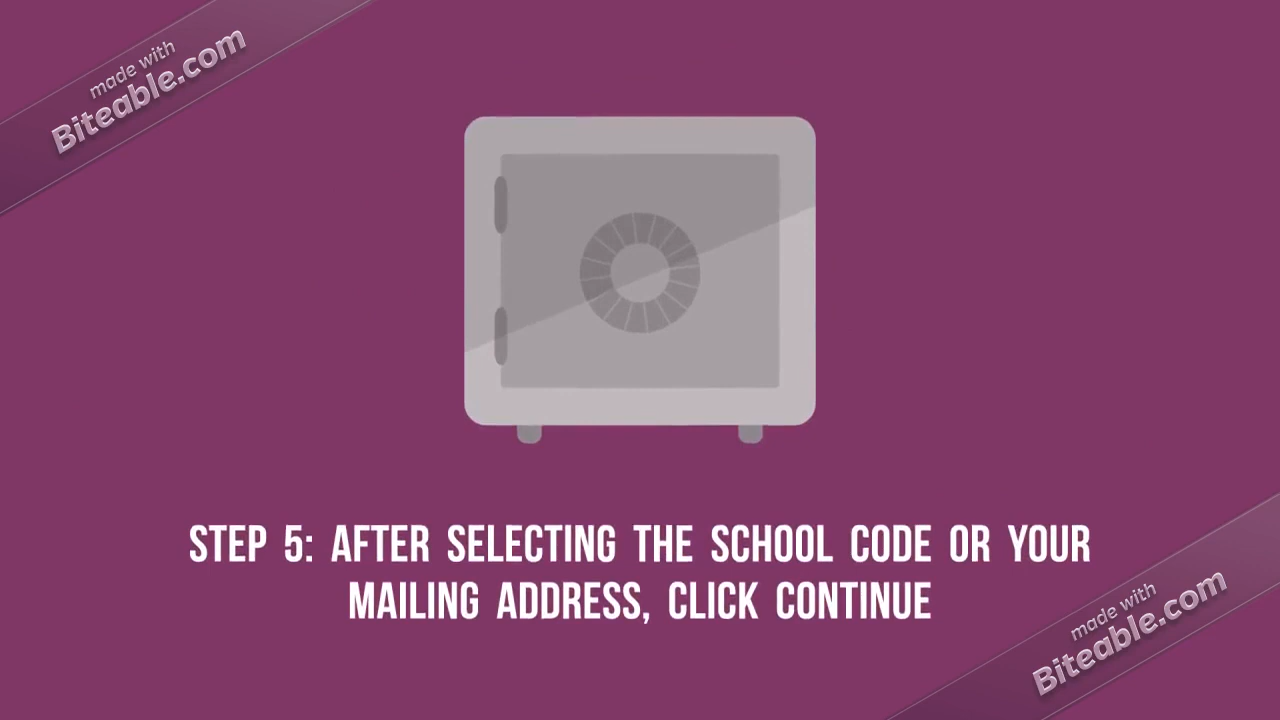 made with
Biteable.com
STEP 5: AFTER SELECTING THE SCHOOL CODE OR YOUR
MAILING ADDRESS, CLICK CONTINUE
made with
Biteable.com